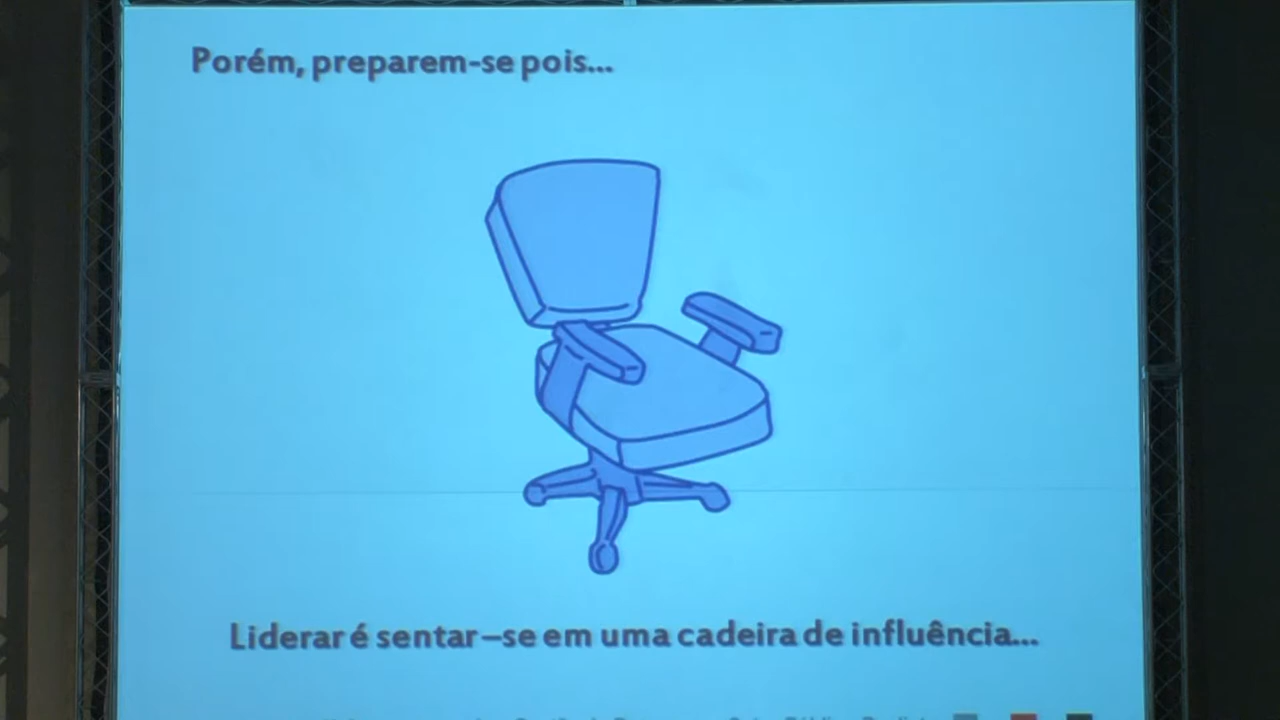 Porém, preparem-se pois...
Liderar é sentar –se em uma cadeira de influência...